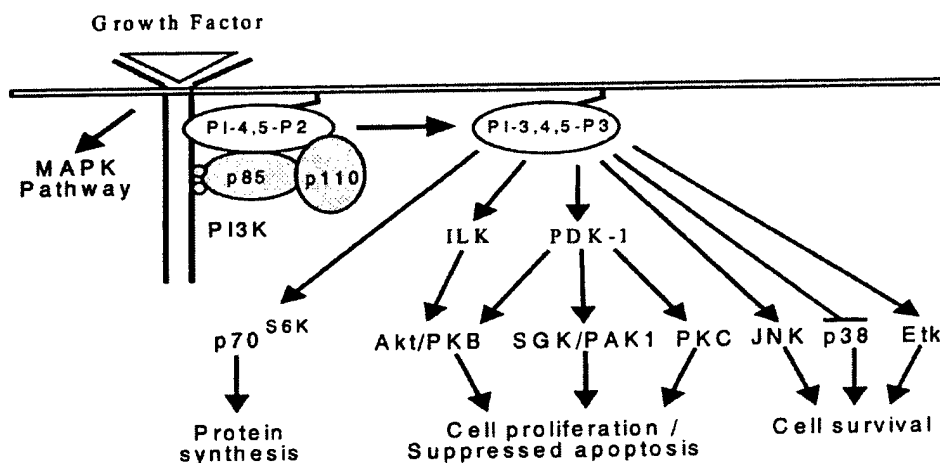 Growth Factor
PI-4,5-P2
PI-3,4,5-P3
MAPK
Pathway
p85
p110
PI3K
ILK
PDK-1
p70 S6K
Akt/PKB
SGK/PAK1
PKC
JNK
p38
Etk
Protein
synthesis
Cell proliferation /
Suppressed apoptosis
Cell survival